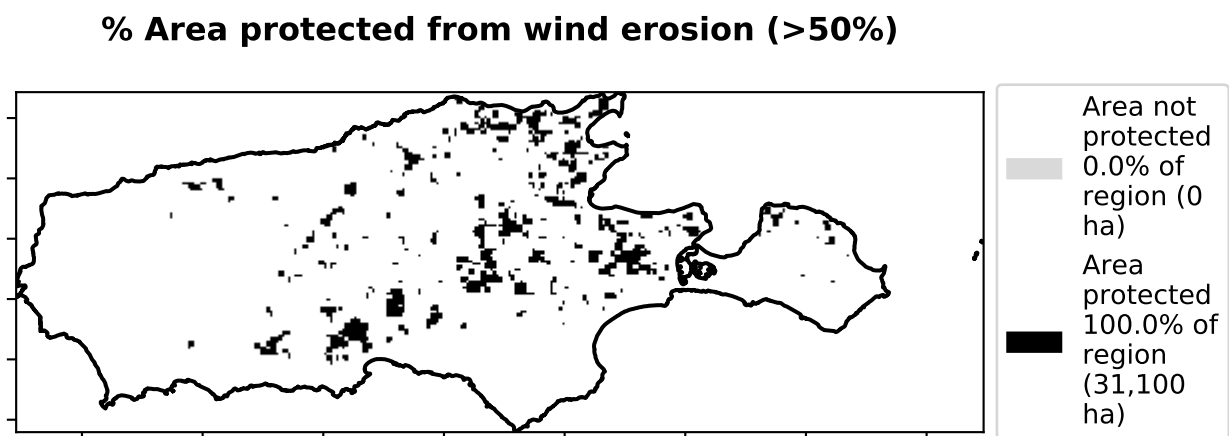 % Area protected from wind erosion (>50%)
Area not
protected
0.0% of
region (0
ha)
Area
protected
100.0% of
region
(31,100
ha)